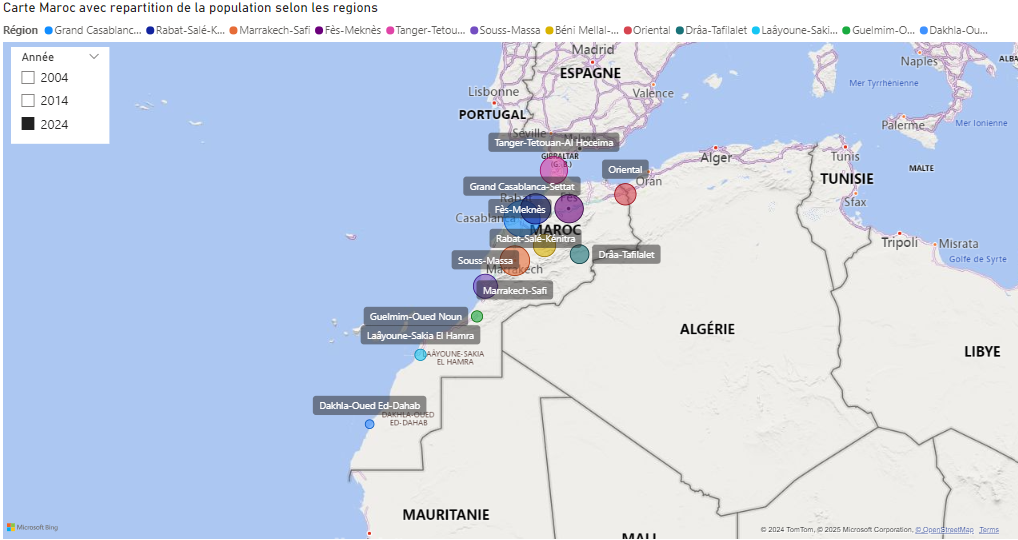 Carte Maroc avec repartition de la population selon les regions
Région Grand Casablanc... Rabat-Salé-K... Marrakech-Safi Fès-Meknès Tanger-Tetou... Souss-Massa Béni Mellal-... Oriental Drâa-Tafilalet Laâyoune-Saki... Guelmim-O... Dakhla-Ou...
Année
2004
2014
2024
Madrid
ESPAGNE
Naples
Mer Tyrrhénienne
Lisbonne
Valence
PORTUGAL
Palerme
Mer Ionienne
Séville
Tanger-Tetouan-Al Hoceima
GIBRALTAR
Alger
Tunis
MALTE
Oriental
Oran
TUNISIE
Grand Casablanca-Settat
Fès
Sfax
Fès-Meknès
Casablanca
MAROC
Rabat-Salé-Kénitra
Tripoli
Misrata
Drâa-Tafilalet
Souss-Massa
Golfe de Syrte
Marrakech
Marrakech-Safi
Guelmim-Oued Noun
ALGÉRIE
Laâyoune-Sakia El Hamra
LAÂYOUNE-SAKIA
EL HAMRA
LIBYE
Dakhla-Oued Ed-Dahab
DAKHLA-OUED
ED-DAHAB
MAURITANIE
Microsoft Bing
© 2024 TomTom, © 2025 Microsoft Corporation, © OpenStreetMap Terms
MALI